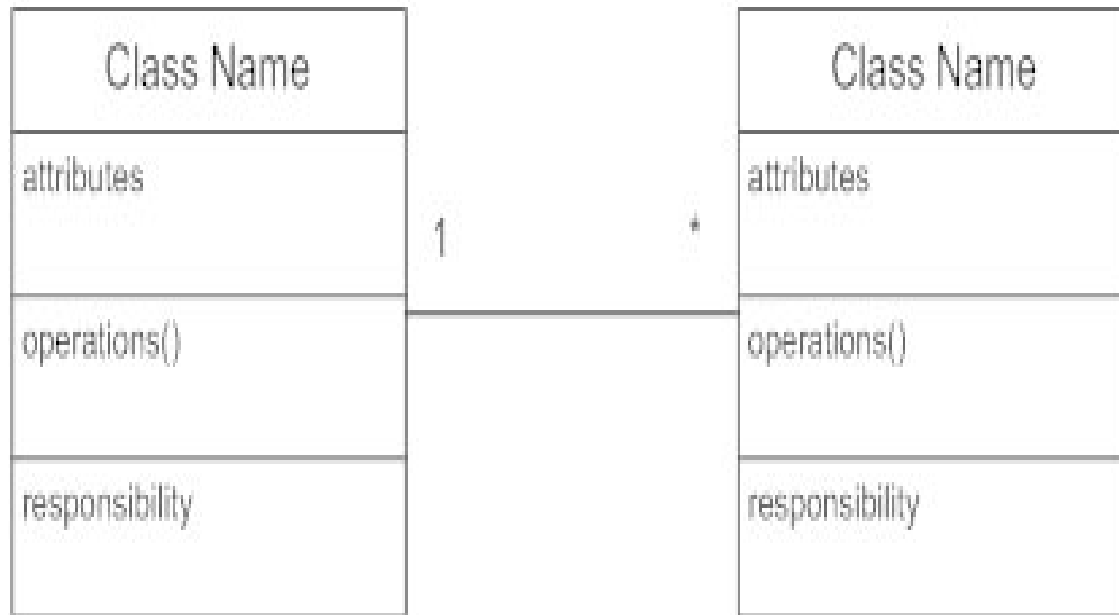 Class Name
attributes
operations()
responsibility
1
*
Class Name
attributes
operations()
responsibility